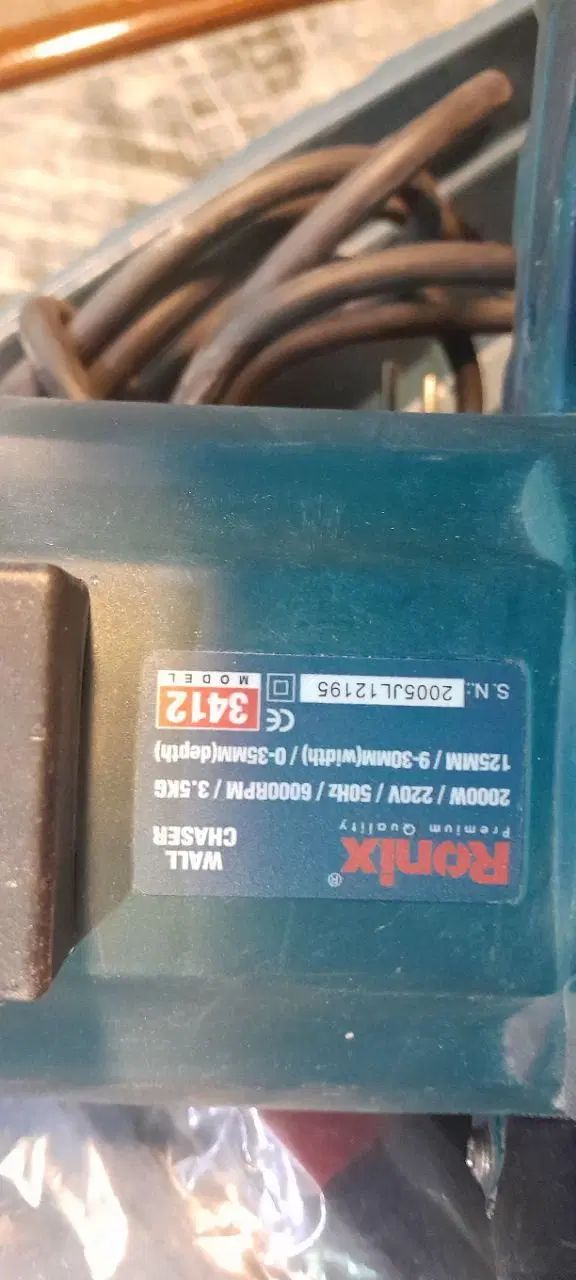 Ronix®
Premium Quality
WALL
CHASER
2000W / 220V / 50Hz / 6000RPM / 3.5KG
125MM / 9-30MM(width) / 0-35MM(depth)
CE 3412
MODEL
S.N.: 2005JL12195